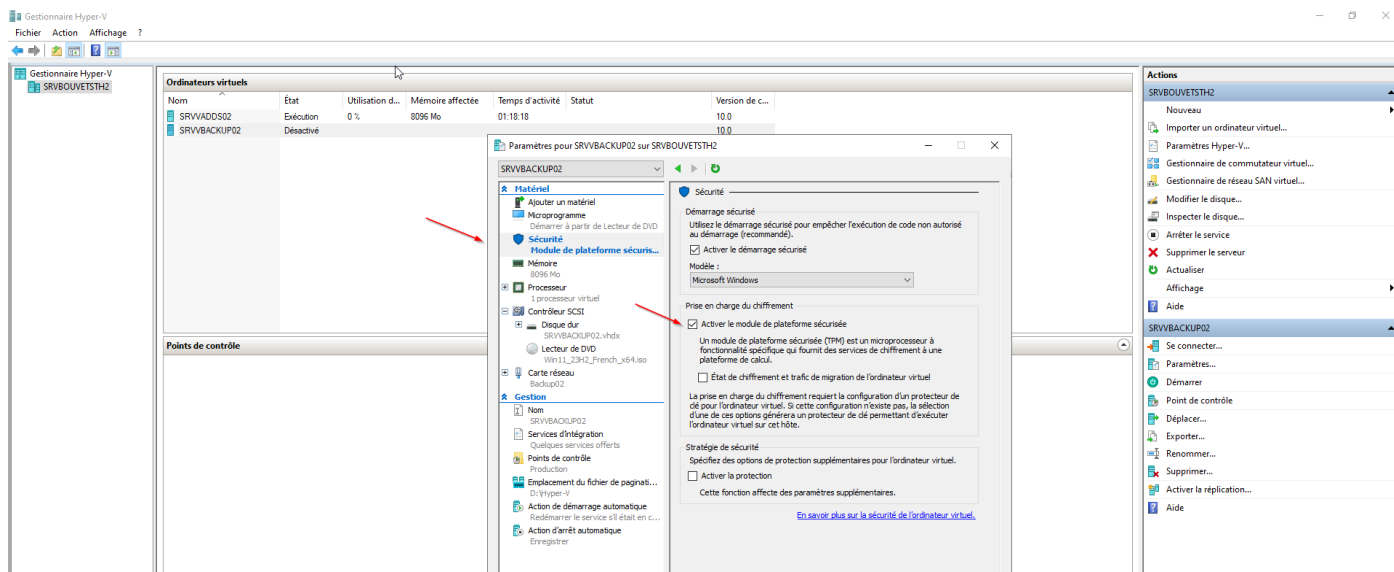 Gestionnaire Hyper-V
Fichier Action Affichage ?
Gestionnaire Hyper-V
SRVBOUVETSTH2
Ordinateurs virtuels
Nom État Utilisation d... Mémoire affectée Temps d'activité Statut Version de c...
SRVVADDS02 Exécution 0 % 8096 Mo 01:18:18 10.0
SRVVBACKUP02 Désactivé 10.0
Points de contrôle
Paramètres pour SRVVBACKUP02 sur SRVBOUVETSTH2
SRVVBACKUP02
Matériel
Ajouter un matériel
Microprogramme
Démarrer à partir de Lecteur de DVD
Sécurité
Module de plateforme sécuris...
Mémoire
8096 Mo
Processeur
1 processeur virtuel
Contrôleur SCSI
Disque dur
SRVVBACKUP02.vhdx
Lecteur de DVD
Win11_23H2_French_x64.iso
Carte réseau
Backup02
Gestion
Nom
SRVVBACKUP02
Services d'intégration
Quelques services offerts
Points de contrôle
Production
Emplacement du fichier de paginati...
D:\Hyper-V
Action de démarrage automatique
Redémarrer le service s'il était en c...
Action d'arrêt automatique
Enregistrer
Sécurité
Démarrage sécurisé
Utilisez le démarrage sécurisé pour empêcher l'exécution de code non autorisé
au démarrage (recommandé).
Activer le démarrage sécurisé
Modèle :
Microsoft Windows
Prise en charge du chiffrement
Activer le module de plateforme sécurisée
Un module de plateforme sécurisée (TPM) est un microprocesseur à
fonctionnalité spécifique qui fournit des services de chiffrement à une
plateforme de calcul.
État de chiffrement et trafic de migration de l'ordinateur virtuel
La prise en charge du chiffrement requiert la configuration d'un protecteur de
clé pour l'ordinateur virtuel. Si cette configuration n'existe pas, la sélection
d'une de ces options générera un protecteur de clé permettant d'exécuter
l'ordinateur virtuel sur cet hôte.
Stratégie de sécurité
Spécifiez des options de protection supplémentaires pour l'ordinateur virtuel.
Activer la protection
Cette fonction affecte des paramètres supplémentaires.
En savoir plus sur la sécurité de l'ordinateur virtuel.
Actions
SRVBOUVETSTH2
Nouveau
Importer un ordinateur virtuel...
Paramètres Hyper-V...
Gestionnaire de commutateur virtuel...
Gestionnaire de réseau SAN virtuel...
Modifier le disque...
Inspecter le disque...
Arrêter le service
Supprimer le serveur
Actualiser
Affichage
Aide
SRVVBACKUP02
Se connecter...
Paramètres...
Démarrer
Point de contrôle
Déplacer...
Exporter...
Renommer...
Supprimer...
Activer la réplication...
Aide